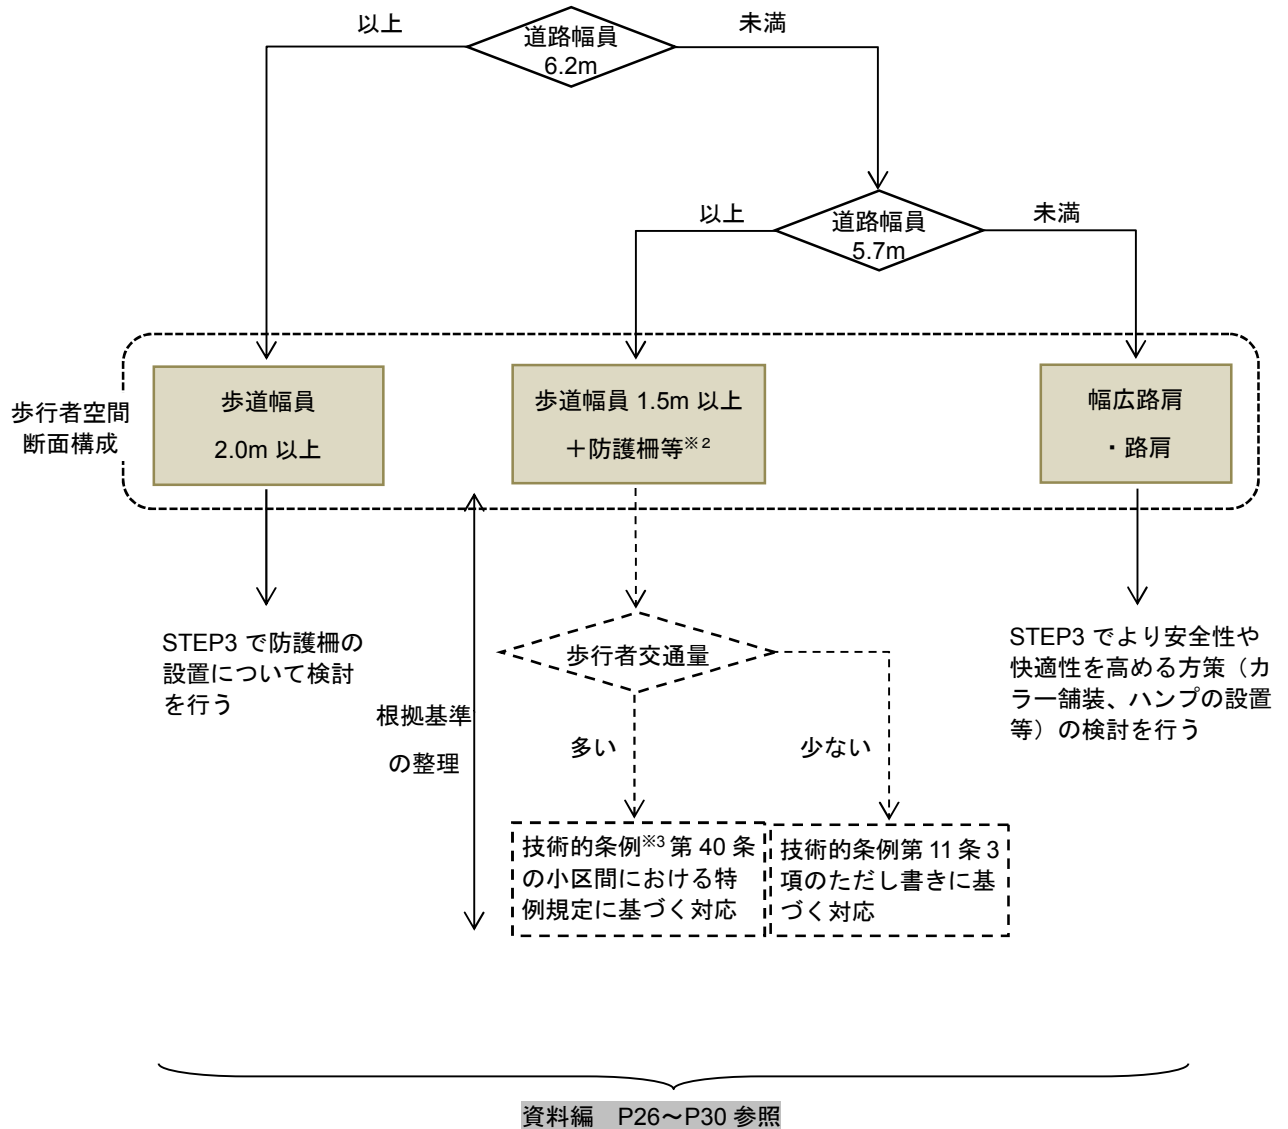 以上
道路幅員
6.2m
未満
以上
道路幅員
5.7m
未満
歩行者空間
断面構成
歩道幅員
2.0m 以上
歩道幅員 1.5m 以上
＋防護柵等※2
幅広路肩
・路肩
STEP3 で防護柵の
設置について検討
を行う
根拠基準
の整理
歩行者交通量
多い
少ない
STEP3 でより安全性や
快適性を高める方策（カ
ラー舗装、ハンプの設置
等）の検討を行う
技術的条例※3 第 40 条
の小区間における特
例規定に基づく対応
技術的条例第 11 条 3
項のただし書きに基
づく対応
資料編　P26～P30 参照